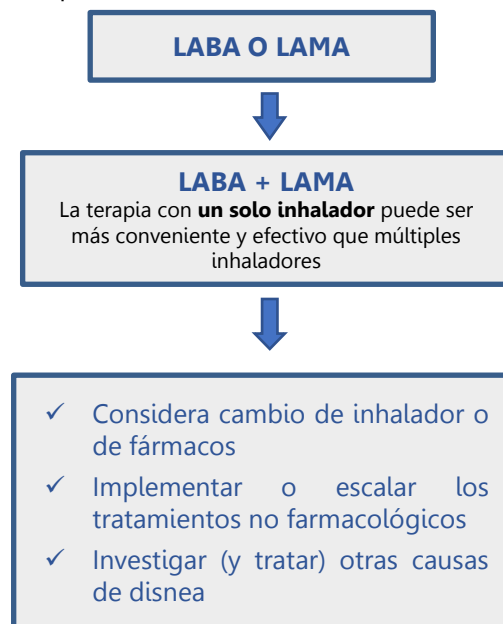 LABA O LAMA
LABA + LAMA
La terapia con un solo inhalador puede ser
más conveniente y efectivo que múltiples
inhaladores
✓ Considera cambio de inhalador o
de fármacos
✓ Implementar o escalar los
tratamientos no farmacológicos
✓ Investigar (y tratar) otras causas
de disnea